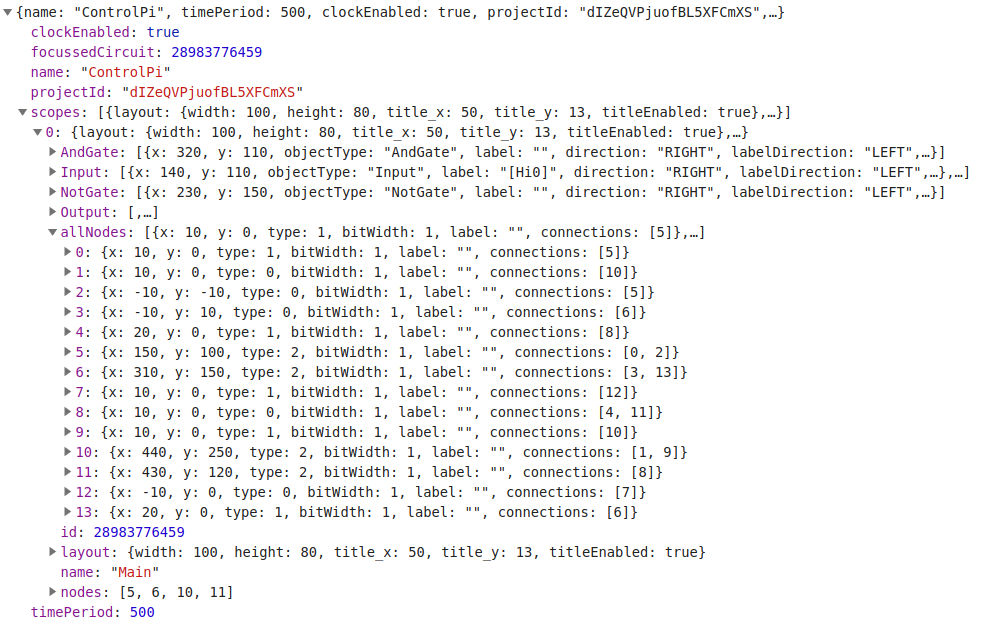 {name: "ControlPi", timePeriod: 500, clockEnabled: true, projectId: "dIZeQVPjuofBL5XFCmXS",…}
clockEnabled: true
focussedCircuit: 28983776459
name: "ControlPi"
projectId: "dIZeQVPjuofBL5XFCmXS"
scopes: [{layout: {width: 100, height: 80, title_x: 50, title_y: 13, titleEnabled: true},…}]
0: {layout: {width: 100, height: 80, title_x: 50, title_y: 13, titleEnabled: true},…}
AndGate: [{x: 320, y: 110, objectType: "AndGate", label: "", direction: "RIGHT", labelDirection: "LEFT",…}]
Input: [{x: 140, y: 110, objectType: "Input", label: "[Hi0]", direction: "RIGHT", labelDirection: "LEFT",…},…]
NotGate: [{x: 230, y: 150, objectType: "NotGate", label: "", direction: "RIGHT", labelDirection: "LEFT",…}]
Output: [,…]
allNodes: [{x: 10, y: 0, type: 1, bitWidth: 1, label: "", connections: [5]},…]
0: {x: 10, y: 0, type: 1, bitWidth: 1, label: "", connections: [5]}
1: {x: 10, y: 0, type: 0, bitWidth: 1, label: "", connections: [10]}
2: {x: -10, y: -10, type: 0, bitWidth: 1, label: "", connections: [5]}
3: {x: -10, y: 10, type: 0, bitWidth: 1, label: "", connections: [6]}
4: {x: 20, y: 0, type: 1, bitWidth: 1, label: "", connections: [8]}
5: {x: 150, y: 100, type: 2, bitWidth: 1, label: "", connections: [0, 2]}
6: {x: 310, y: 150, type: 2, bitWidth: 1, label: "", connections: [3, 13]}
7: {x: 10, y: 0, type: 1, bitWidth: 1, label: "", connections: [12]}
8: {x: 10, y: 0, type: 0, bitWidth: 1, label: "", connections: [4, 11]}
9: {x: 10, y: 0, type: 1, bitWidth: 1, label: "", connections: [10]}
10: {x: 440, y: 250, type: 2, bitWidth: 1, label: "", connections: [1, 9]}
11: {x: 430, y: 120, type: 2, bitWidth: 1, label: "", connections: [8]}
12: {x: -10, y: 0, type: 0, bitWidth: 1, label: "", connections: [7]}
13: {x: 20, y: 0, type: 1, bitWidth: 1, label: "", connections: [6]}
id: 28983776459
layout: {width: 100, height: 80, title_x: 50, title_y: 13, titleEnabled: true}
name: "Main"
nodes: [5, 6, 10, 11]
timePeriod: 500